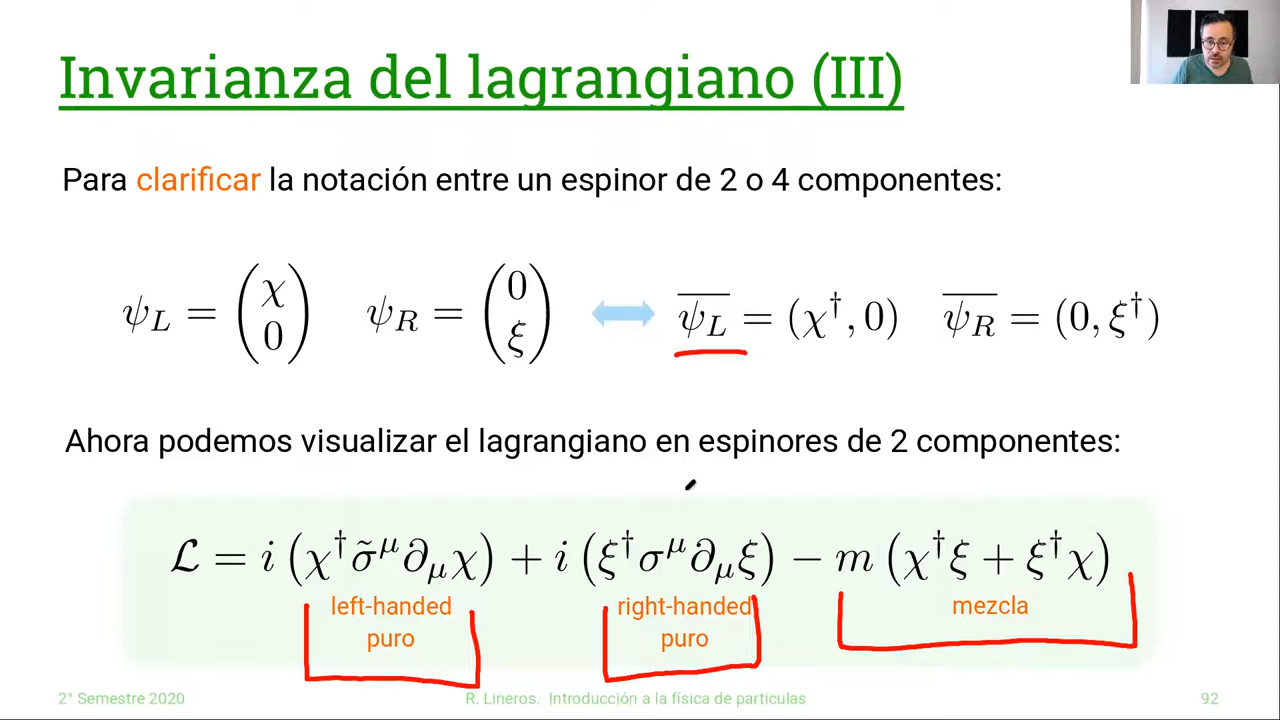 Invarianza del lagrangiano (III)
Para clarificar la notación entre un espinor de 2 o 4 componentes:
ψ_L = (χ 0) ψ_R = (0 ξ) ⟺ \overline{ψ_L} = (χ†, 0) \overline{ψ_R} = (0, ξ†)
Ahora podemos visualizar el lagrangiano en espinores de 2 componentes:
ℒ = i (χ† σ̃^μ ∂_μ χ) + i (ξ† σ^μ ∂_μ ξ) − m (χ† ξ + ξ† χ)
left-handed right-handed mezcla
puro puro
2° Semestre 2020 R. Lineros. Introducción a la física de particulas 92